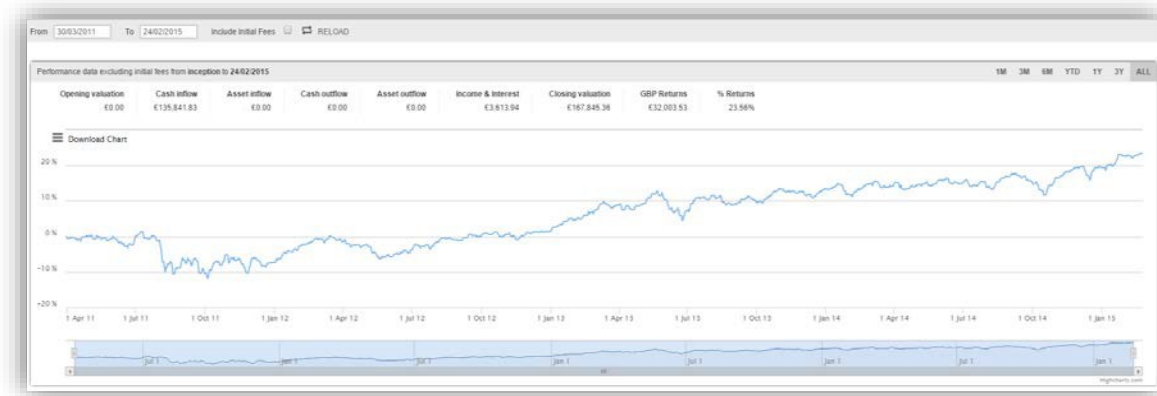 From 30/03/2011 To 24/02/2015 Include Initial Fees RELOAD
Performance data excluding initial fees from inception to 24/02/2015 1M 3M 6M YTD 1Y 3Y ALL
Opening valuation Cash inflow Asset inflow Cash outflow Asset outflow Income & Interest Closing valuation GBP Returns % Returns
£0.00 £135,841.83 £0.00 £0.00 £0.00 £3,613.94 £167,845.36 £32,003.53 23.56%
Download Chart
20 %
10 %
0 %
-10 %
-20 %
1 Apr 11 1 Jul 11 1 Oct 11 1 Jan 12 1 Apr 12 1 Jul 12 1 Oct 12 1 Jan 13 1 Apr 13 1 Jul 13 1 Oct 13 1 Jan 14 1 Apr 14 1 Jul 14 1 Oct 14 1 Jan 15
Jul 1 Jan 1 Jul 1 Jan 1 Jul 1 Jan 1 Jul 1 Jan 1
Highcharts.com